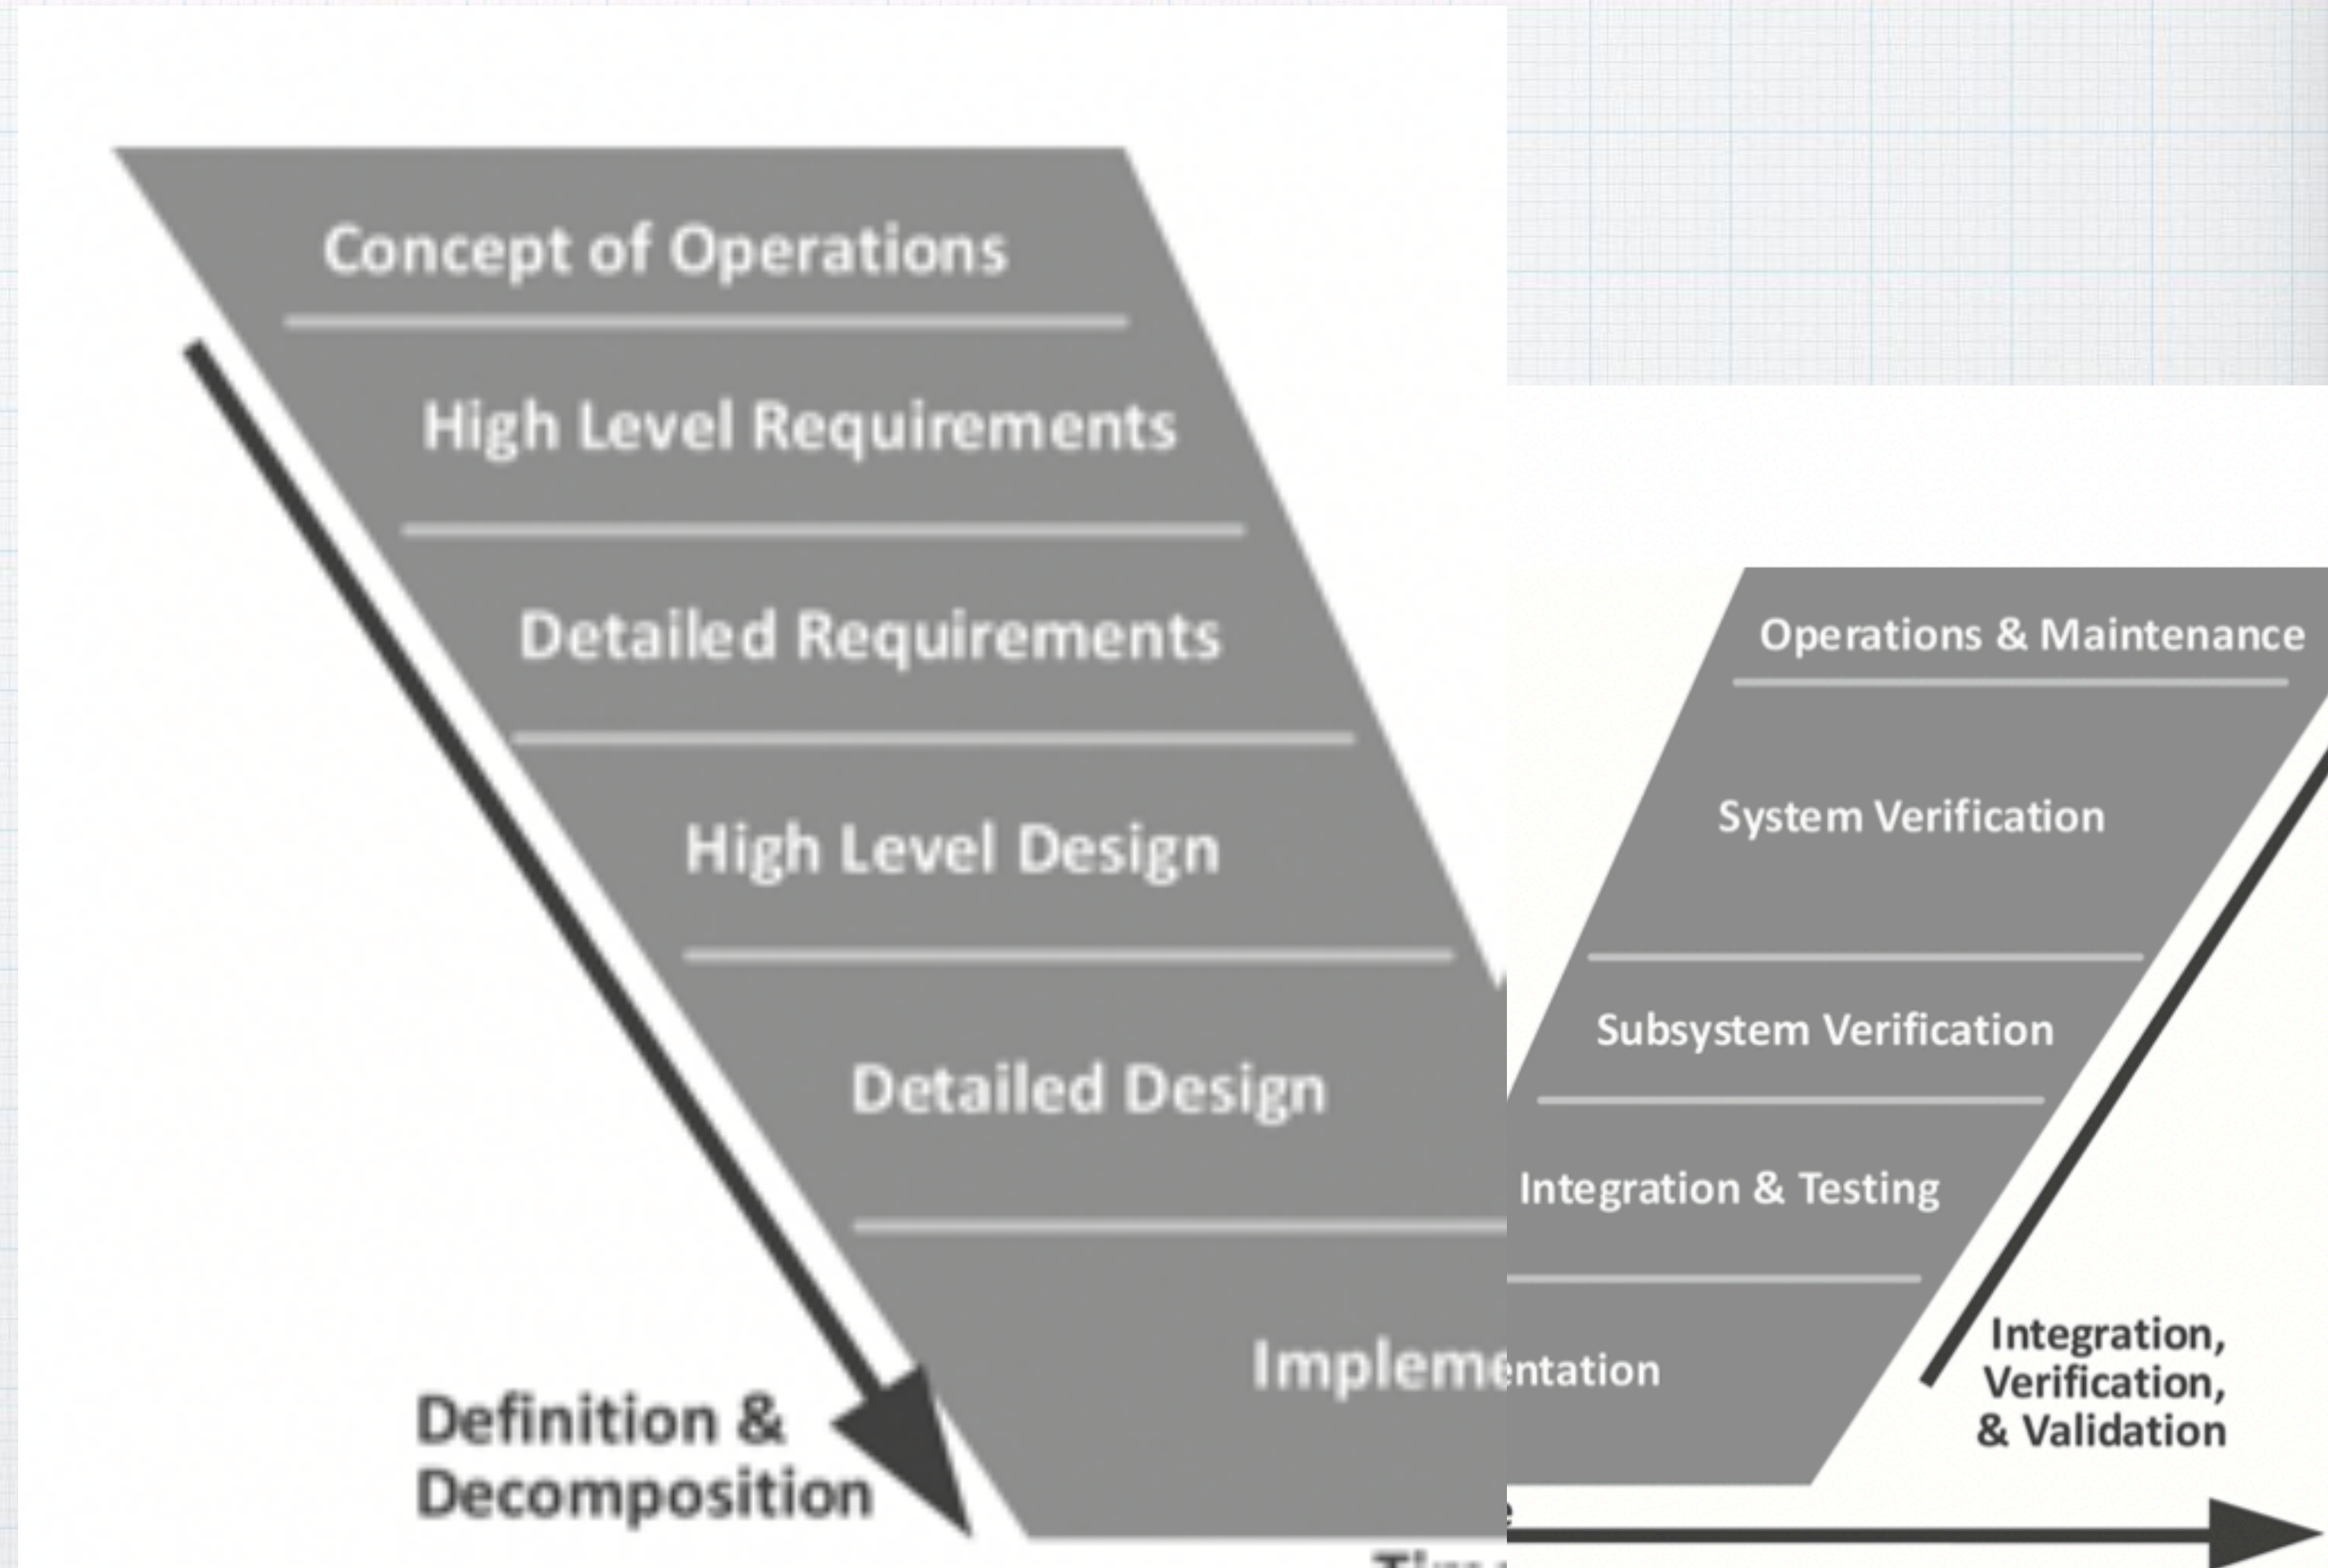 Concept of Operations
High Level Requirements
Detailed Requirements
High Level Design
Detailed Design
Implementation
Definition &
Decomposition
Operations & Maintenance
System Verification
Subsystem Verification
Integration & Testing
Integration,
Verification,
& Validation